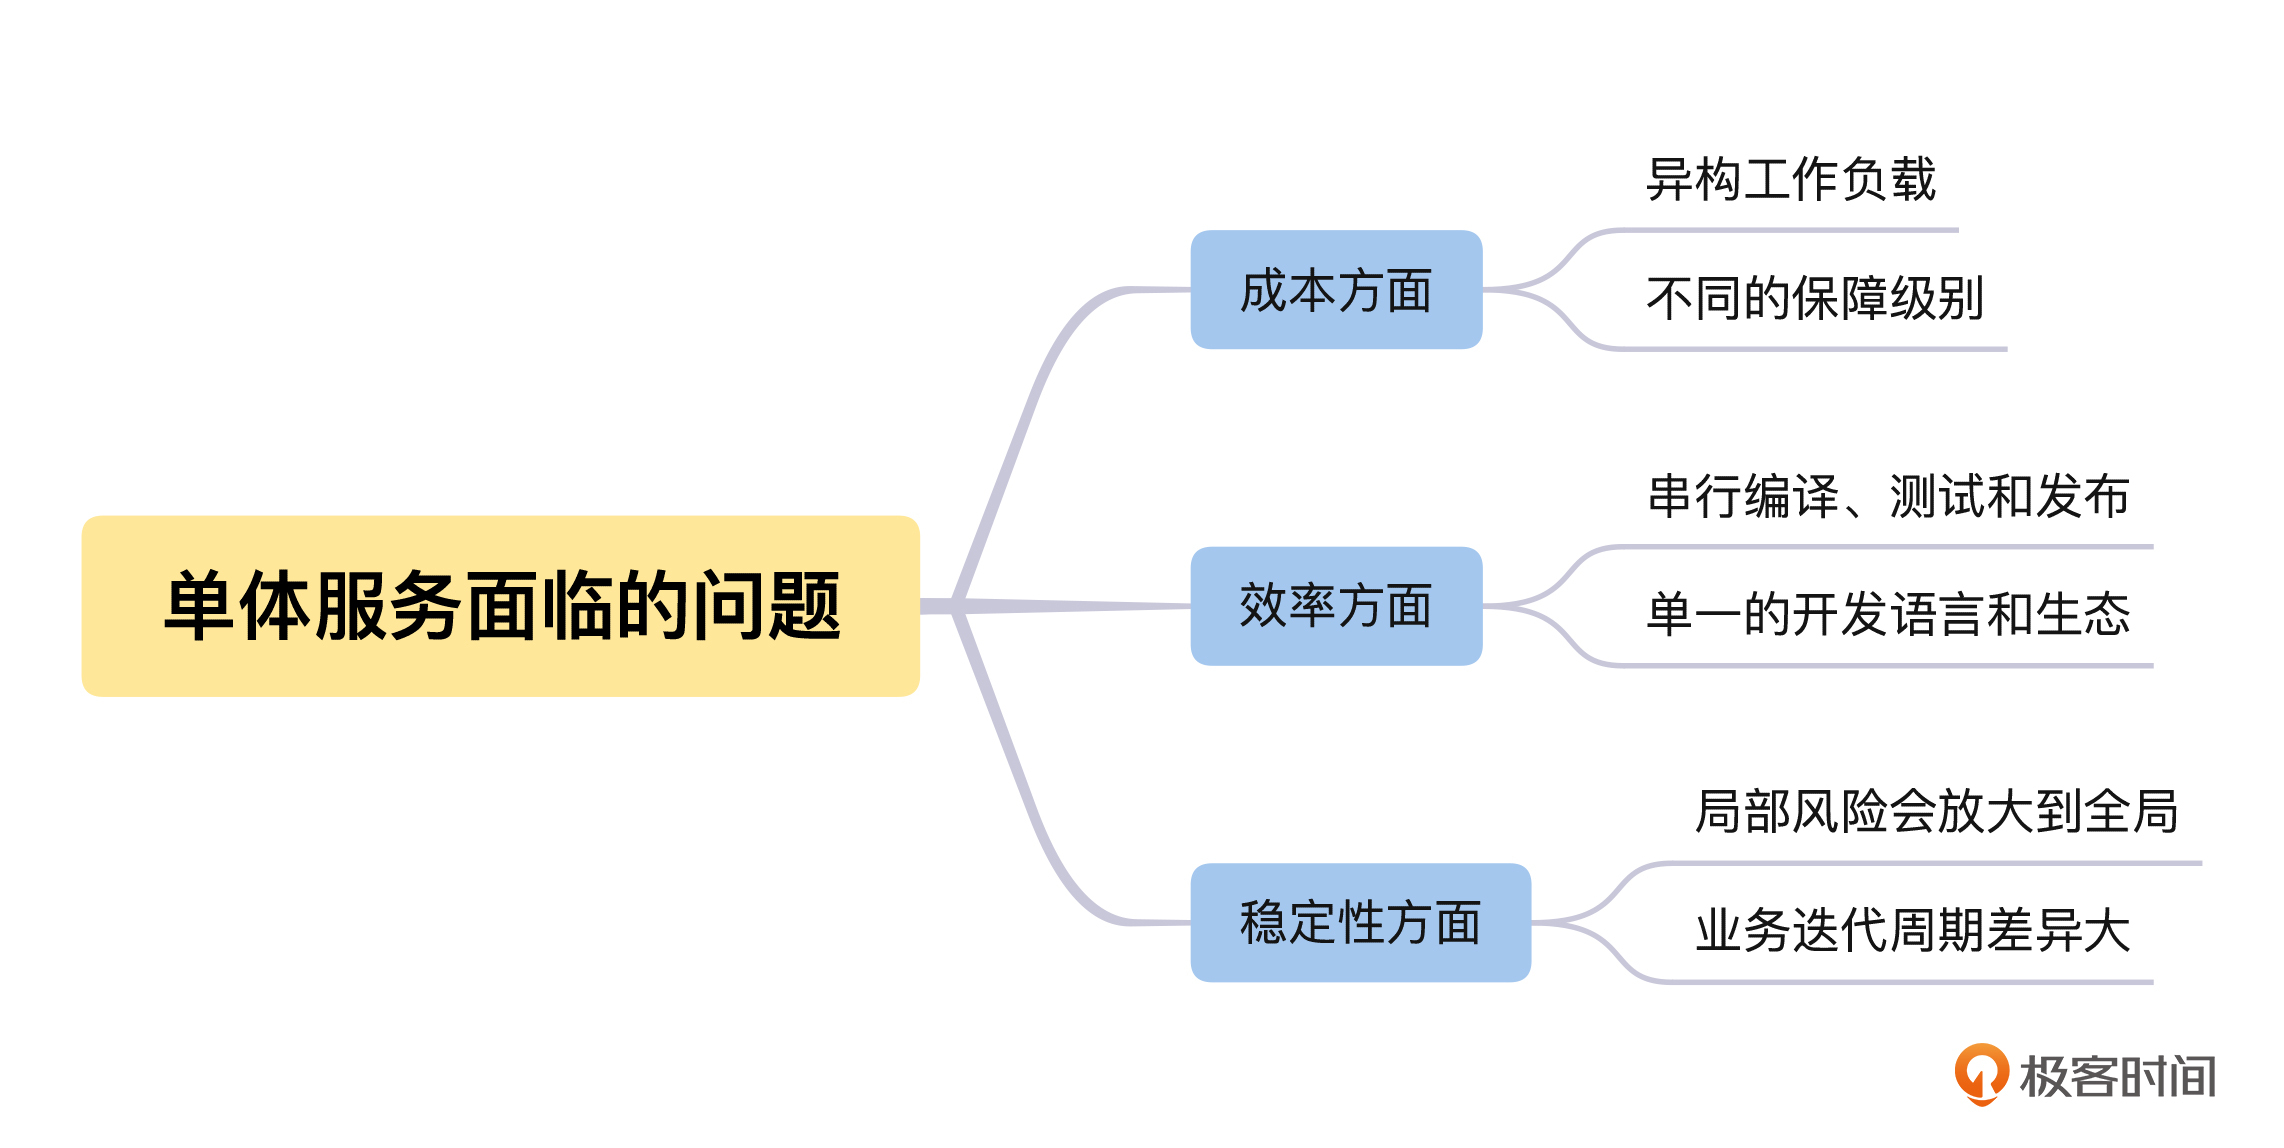 单体服务面临的问题
成本方面
异构工作负载
不同的保障级别
效率方面
串行编译、测试和发布
单一的开发语言和生态
稳定性方面
局部风险会放大到全局
业务迭代周期差异大
极客时间